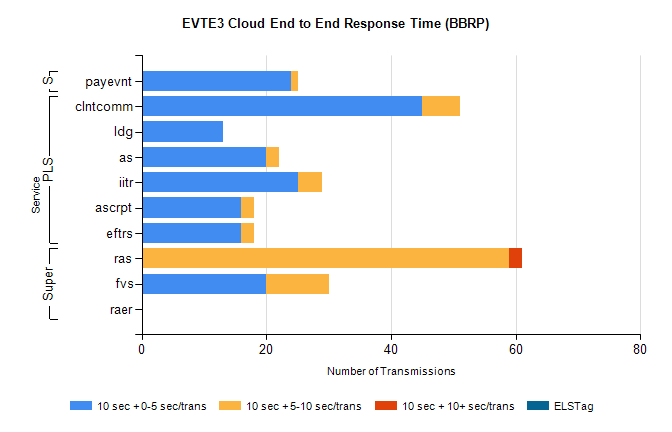 EVTE3 Cloud End to End Response Time (BBRP)
S
payevnt
clntcomm
ldg
as
iitr
ascrpt
eftrs
PLS
Service
ras
fvs
raer
Super
0 20 40 60 80
Number of Transmissions
10 sec +0-5 sec/trans 10 sec +5-10 sec/trans 10 sec + 10+ sec/trans ELSTag